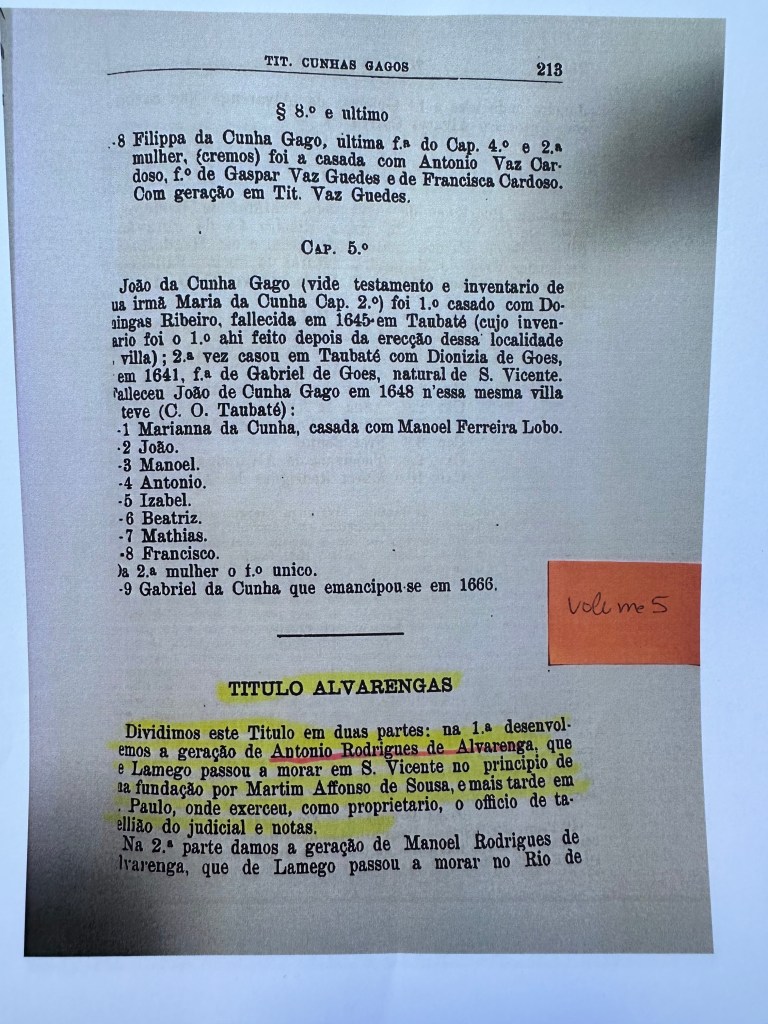 TIT. CUNHAS GAGOS 213
§ 8.º e ultimo
-8 Filippa da Cunha Gago, ultima f.ª do Cap. 4.º e 2.ª
mulher, (cremos) foi a casada com Antonio Vaz Car-
doso, f.º de Gaspar Vaz Guedes e de Francisca Cardoso.
Com geração em Tit. Vaz Guedes.
CAP. 5.º
João da Cunha Gago (vide testamento e inventario de
ua irmã Maria da Cunha Cap. 2.º) foi 1.º casado com Do-
ningas Ribeiro, fallecida em 1645 em Taubaté (cujo inven-
ario foi o 1.º ahi feito depois da erecção dessa localidade
villa) ; 2.ª vez casou em Taubaté com Dionizia de Goes,
em 1641, f.ª de Gabriel de Goes, natural de S. Vicente.
Falleceu João de Cunha Gago em 1648 n'essa mesma villa
teve (C. O. Taubaté) :
-1 Marianna da Cunha, casada com Manoel Ferreira Lobo.
-2 João.
-3 Manoel.
-4 Antonio.
-5 Izabel.
-6 Beatriz.
-7 Mathias.
-8 Francisco.
Da 2.ª mulher o f.º unico.
-9 Gabriel da Cunha que emancipou-se em 1666.
volume 5
TITULO ALVARENGAS
Dividimos este Titulo em duas partes: na 1.ª desenvol-
emos a geração de Antonio Rodrigues de Alvarenga, que
e Lamego passou a morar em S. Vicente no principio de
na fundação por Martim Affonso de Sousa, e mais tarde em
. Paulo, onde exerceu, como proprietario, o officio de ta-
ellião do judicial e notas.
Na 2.ª parte damos a geração de Manoel Rodrigues de
lvarenga, que de Lamego passou a morar no Rio de